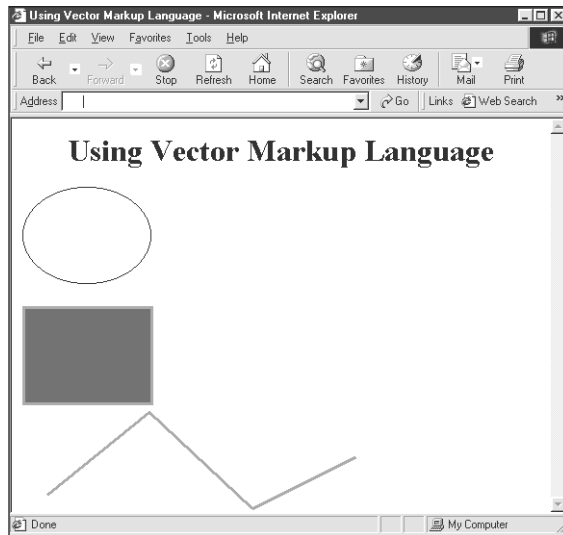 Using Vector Markup Language - Microsoft Internet Explorer
File Edit View Favorites Tools Help
Back Forward Stop Refresh Home Search Favorites History Mail Print
Address Go Links Web Search »
Using Vector Markup Language
Done My Computer